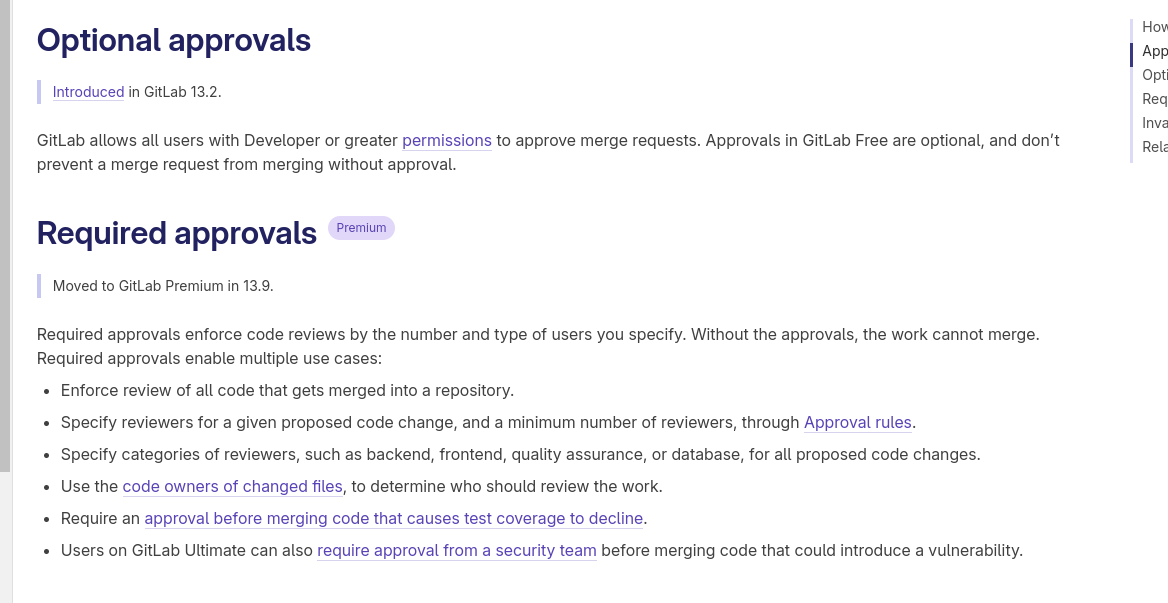 Optional approvals
Introduced in GitLab 13.2.
GitLab allows all users with Developer or greater permissions to approve merge requests. Approvals in GitLab Free are optional, and don’t
prevent a merge request from merging without approval.
Required approvals Premium
Moved to GitLab Premium in 13.9.
Required approvals enforce code reviews by the number and type of users you specify. Without the approvals, the work cannot merge.
Required approvals enable multiple use cases:
• Enforce review of all code that gets merged into a repository.
• Specify reviewers for a given proposed code change, and a minimum number of reviewers, through Approval rules.
• Specify categories of reviewers, such as backend, frontend, quality assurance, or database, for all proposed code changes.
• Use the code owners of changed files, to determine who should review the work.
• Require an approval before merging code that causes test coverage to decline.
• Users on GitLab Ultimate can also require approval from a security team before merging code that could introduce a vulnerability.
How
App
Opti
Req
Inva
Rela